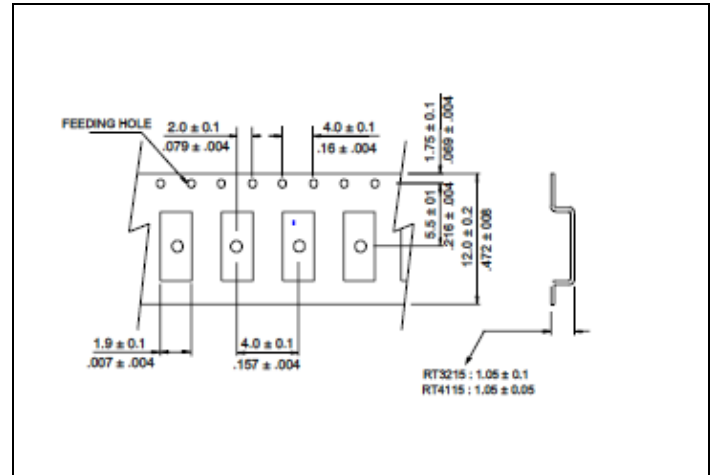 FEEDING HOLE
2.0 ± 0.1
.079 ± .004
4.0 ± 0.1
.16 ± .004
1.75 ± 0.1
.069 ± .004
5.5 ± 01
.216 ± .004
12.0 ± 0.2
.472 ± 008
1.9 ± 0.1
.007 ± .004
4.0 ± 0.1
.157 ± .004
RT3215 : 1.05 ± 0.1
RT4115 : 1.05 ± 0.05